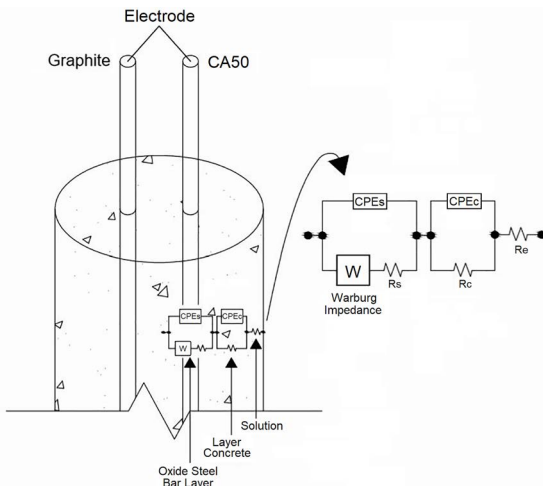 Electrode
Graphite
CA50
CPEs
CPEc
W
Rs
Rc
Re
Warburg
Impedance
CPEs
CPEc
W
Solution
Layer
Concrete
Oxide Steel
Bar Layer